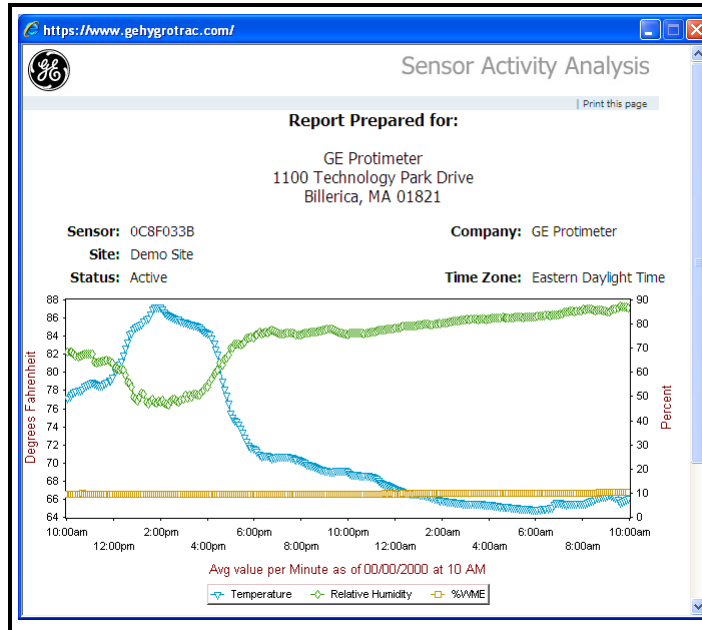 https://www.gehygrotrac.com/
GE
Sensor Activity Analysis
| Print this page
Report Prepared for:
GE Protimeter
1100 Technology Park Drive
Billerica, MA 01821
Sensor: 0C8F033B Company: GE Protimeter
Site: Demo Site
Status: Active Time Zone: Eastern Daylight Time
88 90
86 80
84
82 70
80 60
78 50
76
74 40
72 30
70 20
68
66 10
64 0
Degrees Fahrenheit
Percent
10:00am 2:00pm 6:00pm 10:00pm 2:00am 6:00am 10:00am
12:00pm 4:00pm 8:00pm 12:00am 4:00am 8:00am
Avg value per Minute as of 00/00/2000 at 10 AM
Temperature Relative Humidity %WME